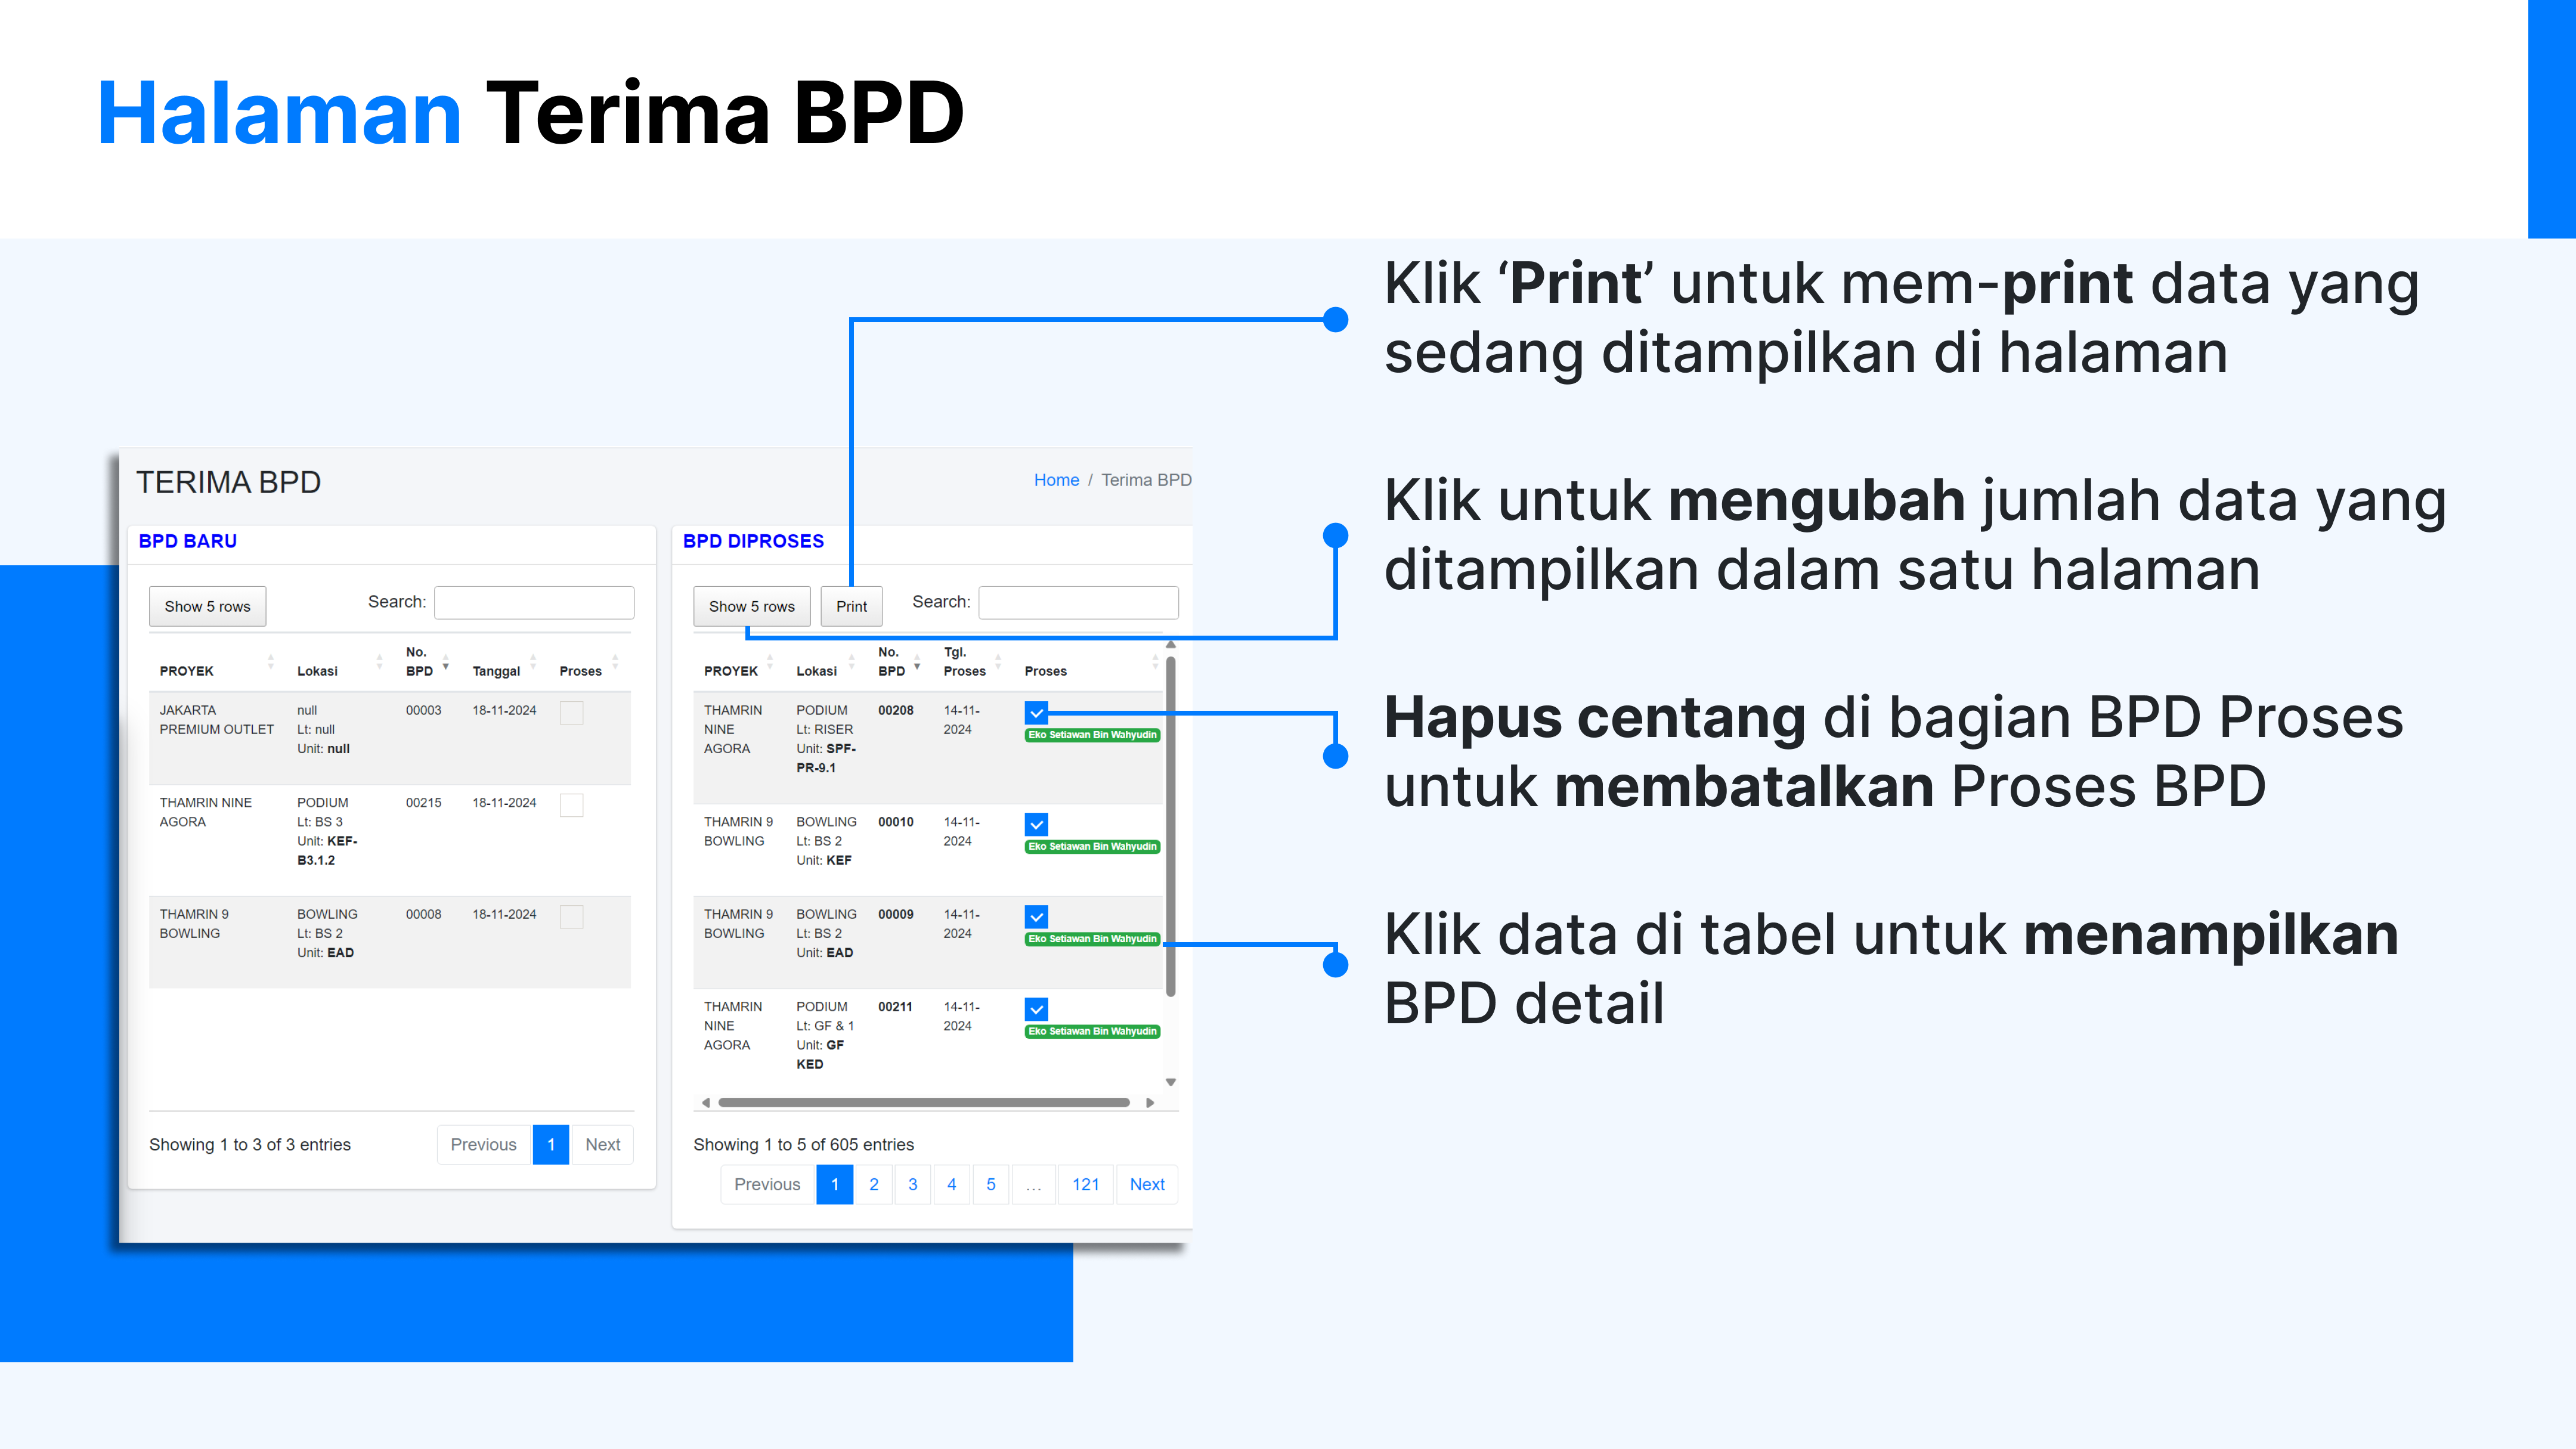 Halaman Terima BPD
Klik ‘Print’ untuk mem-print data yang
sedang ditampilkan di halaman
Klik untuk mengubah jumlah data yang
ditampilkan dalam satu halaman
Hapus centang di bagian BPD Proses
untuk membatalkan Proses BPD
Klik data di tabel untuk menampilkan
BPD detail
TERIMA BPD
Home / Terima BPD
BPD BARU
Show 5 rows Search:
PROYEK Lokasi No. BPD Tanggal Proses
JAKARTA null 00003 18-11-2024
PREMIUM OUTLET Lt: null
Unit: null
THAMRIN NINE PODIUM 00215 18-11-2024
AGORA Lt: BS 3
Unit: KEF-
B3.1.2
THAMRIN 9 BOWLING 00008 18-11-2024
BOWLING Lt: BS 2
Unit: EAD
Showing 1 to 3 of 3 entries
Previous 1 Next
BPD DIPROSES
Show 5 rows Print Search:
PROYEK Lokasi No. BPD Tgl. Proses Proses
THAMRIN PODIUM 00208 14-11-
NINE Lt: RISER 2024 Eko Setiawan Bin Wahyudin
AGORA Unit: SPF-
PR-9.1
THAMRIN 9 BOWLING 00010 14-11-
BOWLING Lt: BS 2 2024 Eko Setiawan Bin Wahyudin
Unit: KEF
THAMRIN 9 BOWLING 00009 14-11-
BOWLING Lt: BS 2 2024 Eko Setiawan Bin Wahyudin
Unit: EAD
THAMRIN PODIUM 00211 14-11-
NINE Lt: GF & 1 2024 Eko Setiawan Bin Wahyudin
AGORA Unit: GF
KED
Showing 1 to 5 of 605 entries
Previous 1 2 3 4 5 … 121 Next